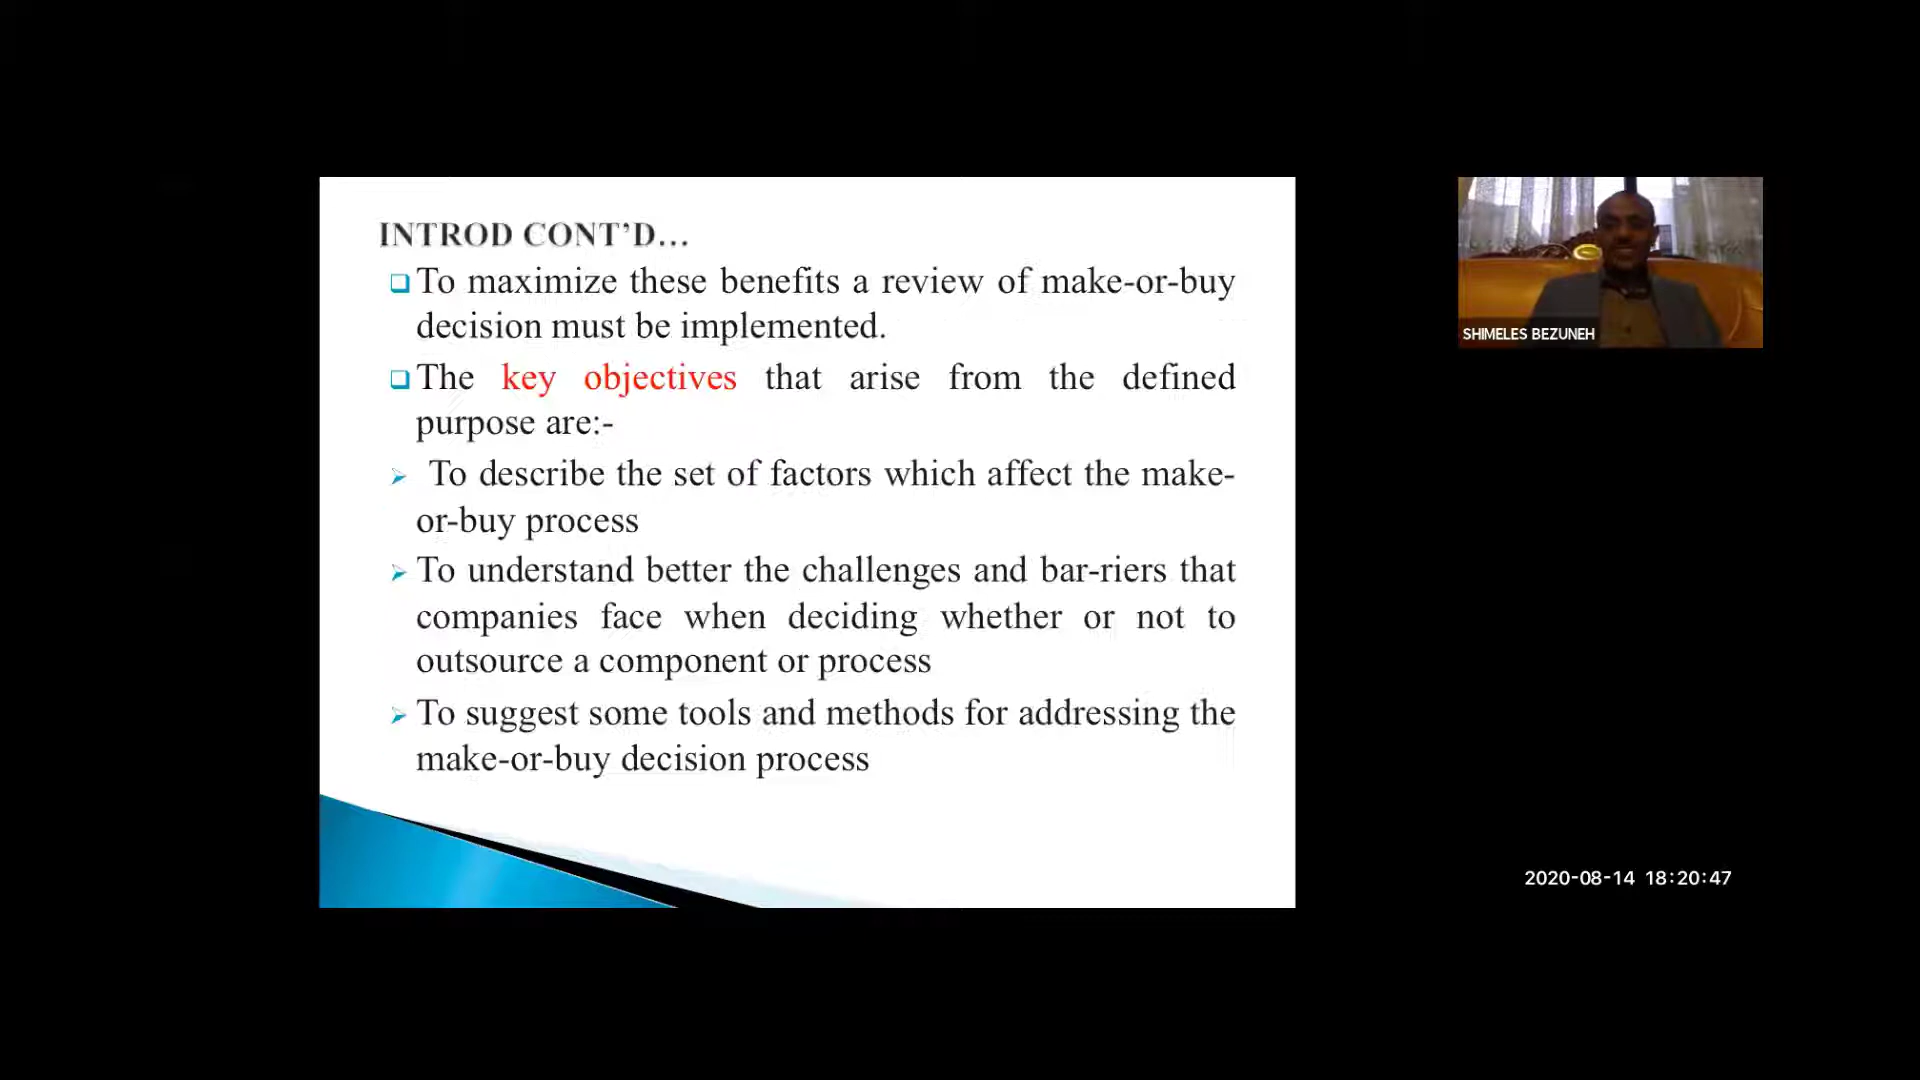 INTROD CONT’D...
To maximize these benefits a review of make-or-buy
decision must be implemented.
The key objectives that arise from the defined
purpose are:-
To describe the set of factors which affect the make-
or-buy process
To understand better the challenges and bar-riers that
companies face when deciding whether or not to
outsource a component or process
To suggest some tools and methods for addressing the
make-or-buy decision process
SHIMELES BEZUNEH
2020-08-14 18:20:47